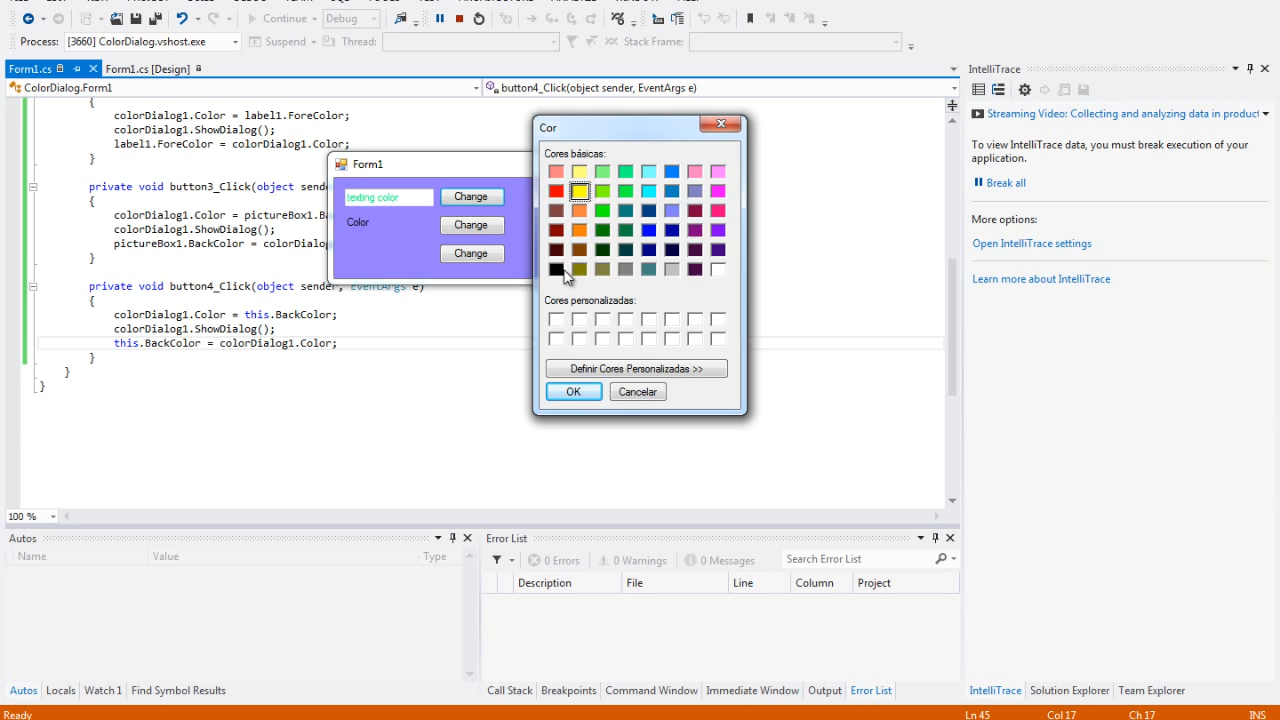 Continue
Debug
Process: [3660] ColorDialog.vshost.exe Suspend Thread: Stack Frame:
Form1.cs Form1.cs [Design]
ColorDialog.Form1 button4_Click(object sender, EventArgs e)
{
colorDialog1.Color = label1.ForeColor;
colorDialog1.ShowDialog();
label1.ForeColor = colorDialog1.Color;
}
private void button3_Click(object send
{
colorDialog1.Color = pictureBox1.Ba
colorDialog1.ShowDialog();
pictureBox1.BackColor = colorDialog
}
private void button4_Click(object sender, EventArgs e)
{
colorDialog1.Color = this.BackColor;
colorDialog1.ShowDialog();
this.BackColor = colorDialog1.Color;
}
}
}
Form1
texting color Change
Color Change
Change
Cor
Cores básicas:
Cores personalizadas:
Definir Cores Personalizadas >>
OK Cancelar
IntelliTrace
Streaming Video: Collecting and analyzing data in product
To view IntelliTrace data, you must break execution of your
application.
Break all
More options:
Open IntelliTrace settings
Learn more about IntelliTrace
100 %
Autos
Name Value Type
Error List
0 Errors 0 Warnings 0 Messages Search Error List
Description File Line Column Project
Autos Locals Watch 1 Find Symbol Results
Call Stack Breakpoints Command Window Immediate Window Output Error List
IntelliTrace Solution Explorer Team Explorer
Ready Ln 45 Col 17 Ch 17 INS